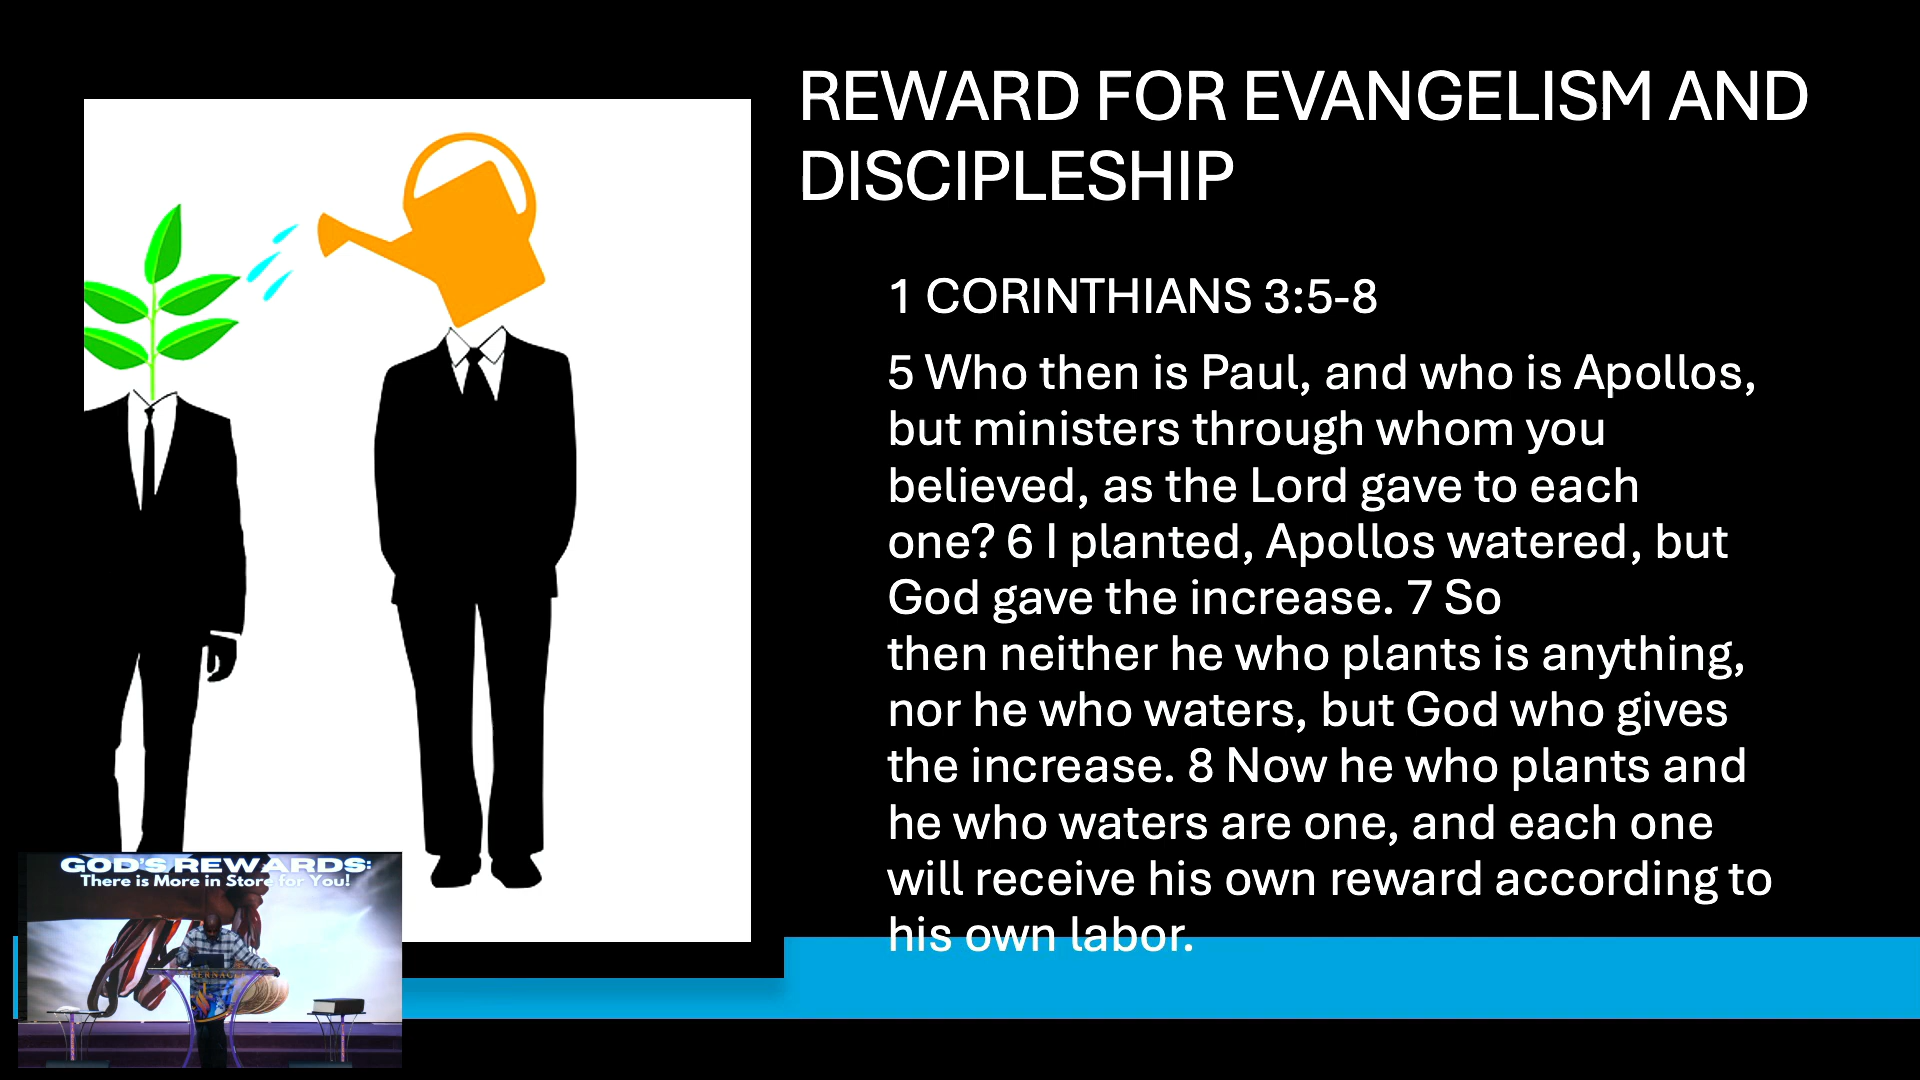 REWARD FOR EVANGELISM AND
DISCIPLESHIP
1 CORINTHIANS 3:5-8
5 Who then is Paul, and who is Apollos,
but ministers through whom you
believed, as the Lord gave to each
one? 6 I planted, Apollos watered, but
God gave the increase. 7 So
then neither he who plants is anything,
nor he who waters, but God who gives
the increase. 8 Now he who plants and
he who waters are one, and each one
will receive his own reward according to
his own labor.
GOD'S REWARDS:
There is More in Store for You!